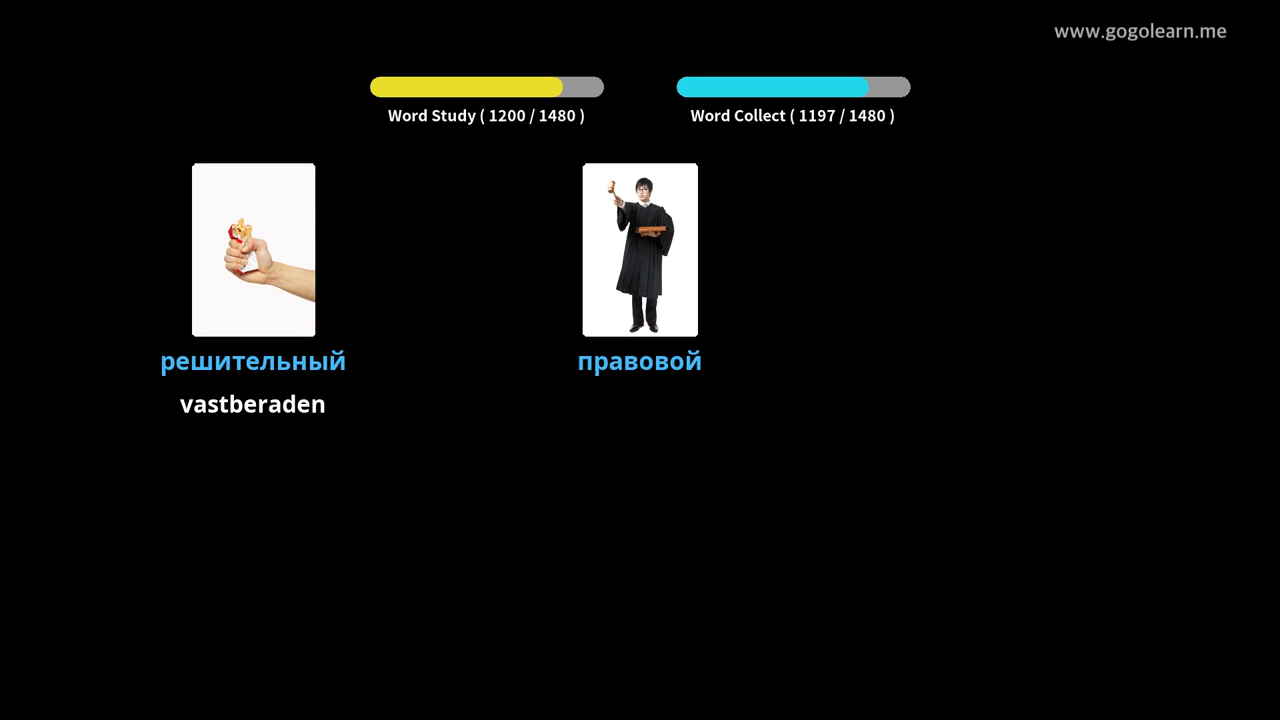 www.gogolearn.me
Word Study ( 1200 / 1480 )
Word Collect ( 1197 / 1480 )
решительный
правовой
vastberaden